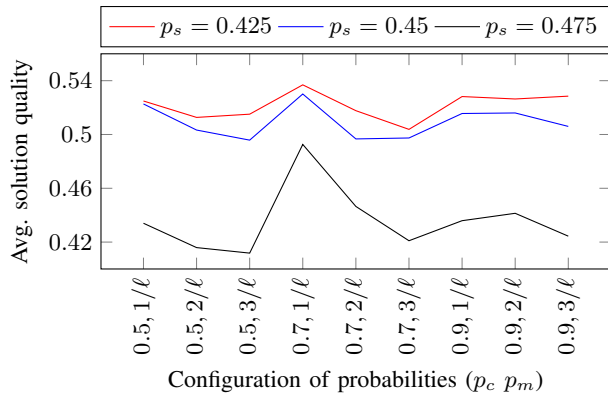 p_s = 0.425 p_s = 0.45 p_s = 0.475
Avg. solution quality
0.54
0.5
0.46
0.42
0.5, 1/ℓ
0.5, 2/ℓ
0.5, 3/ℓ
0.7, 1/ℓ
0.7, 2/ℓ
0.7, 3/ℓ
0.9, 1/ℓ
0.9, 2/ℓ
0.9, 3/ℓ
Configuration of probabilities (p_c p_m)